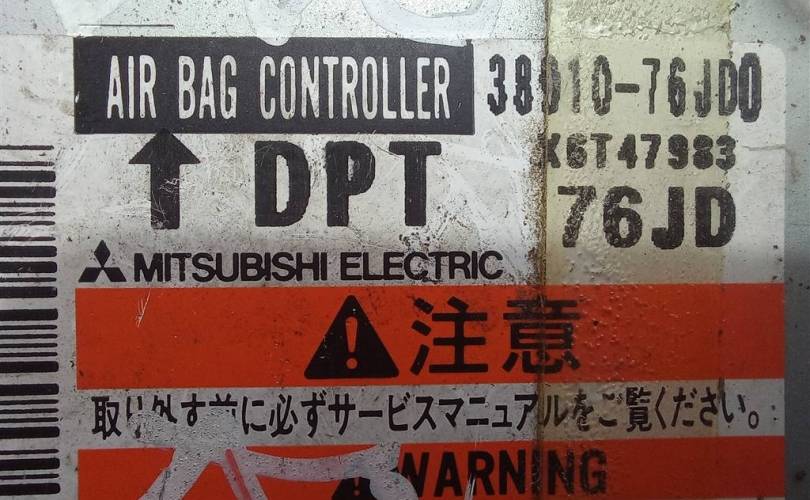 AIR BAG CONTROLLER 38910-76JD0
X6T47983
DPT 76JD
MITSUBISHI ELECTRIC
注意
取り外す前に必ずサービスマニュアルをご覧ください。
WARNING